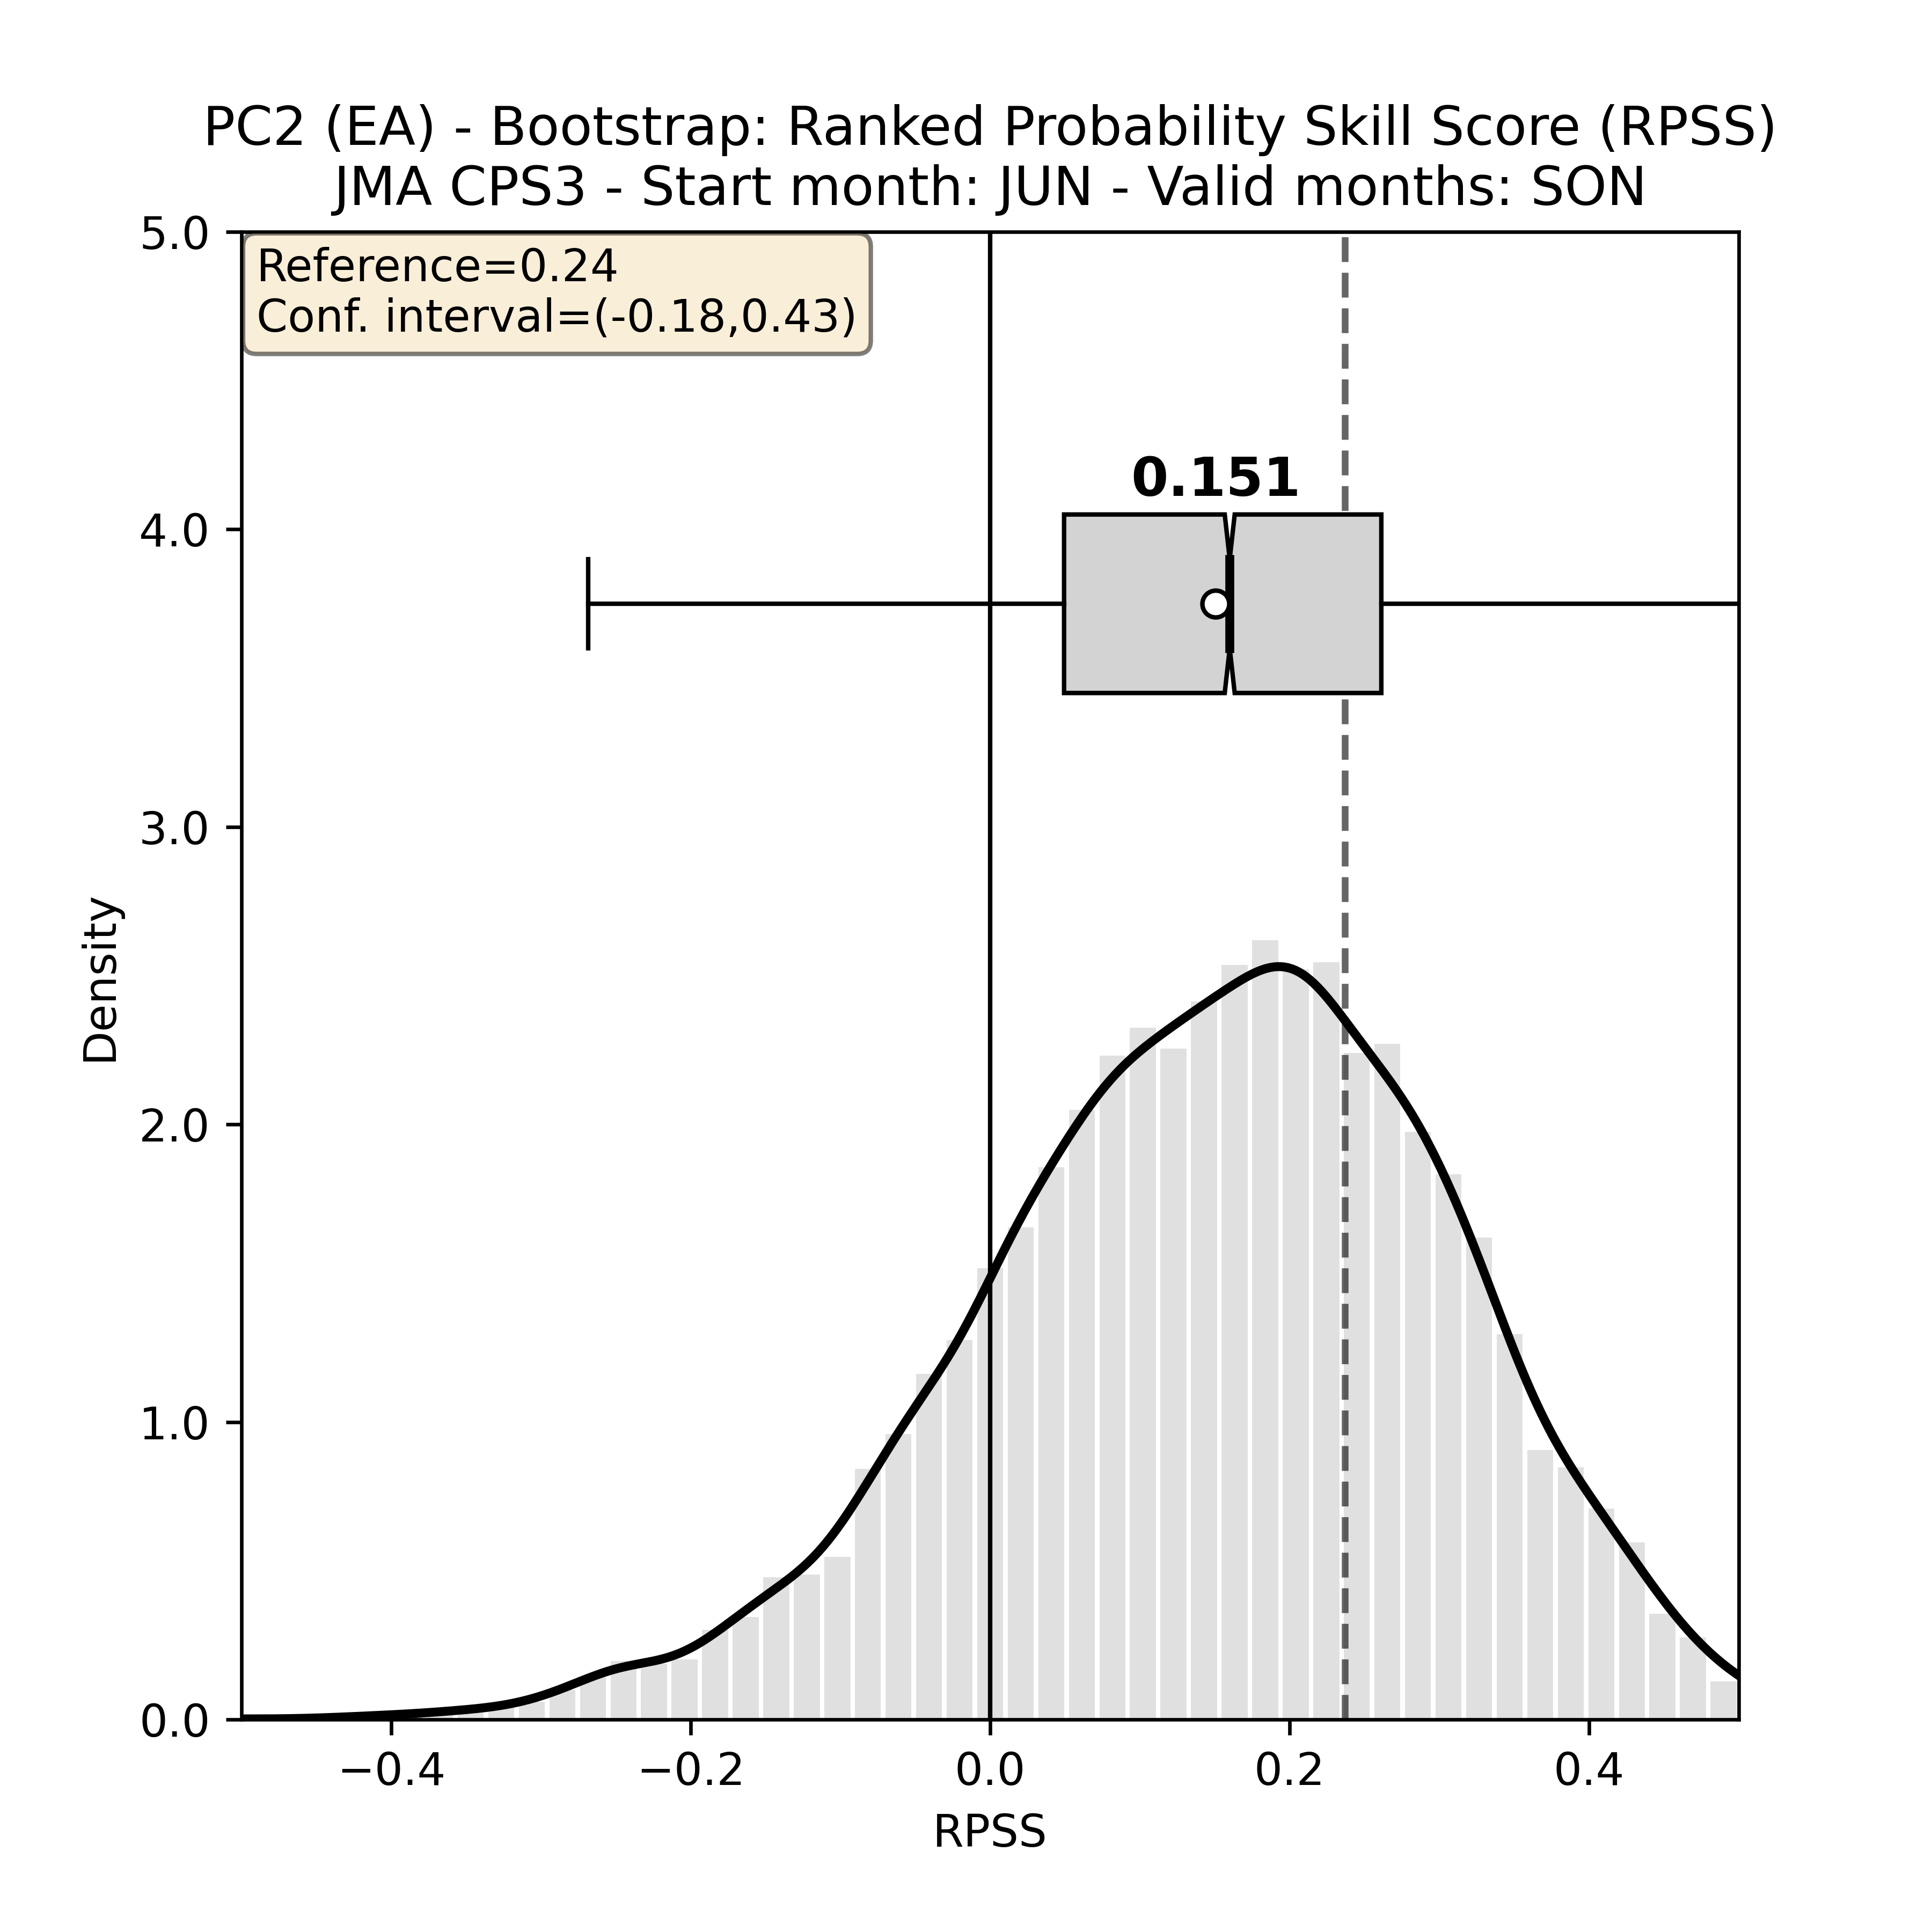 PC2 (EA) - Bootstrap: Ranked Probability Skill Score (RPSS)
JMA CPS3 - Start month: JUN - Valid months: SON
Reference=0.24
Conf. interval=(-0.18,0.43)
0.151
5.0
4.0
3.0
2.0
1.0
0.0
Density
−0.4
−0.2
0.0
0.2
0.4
RPSS